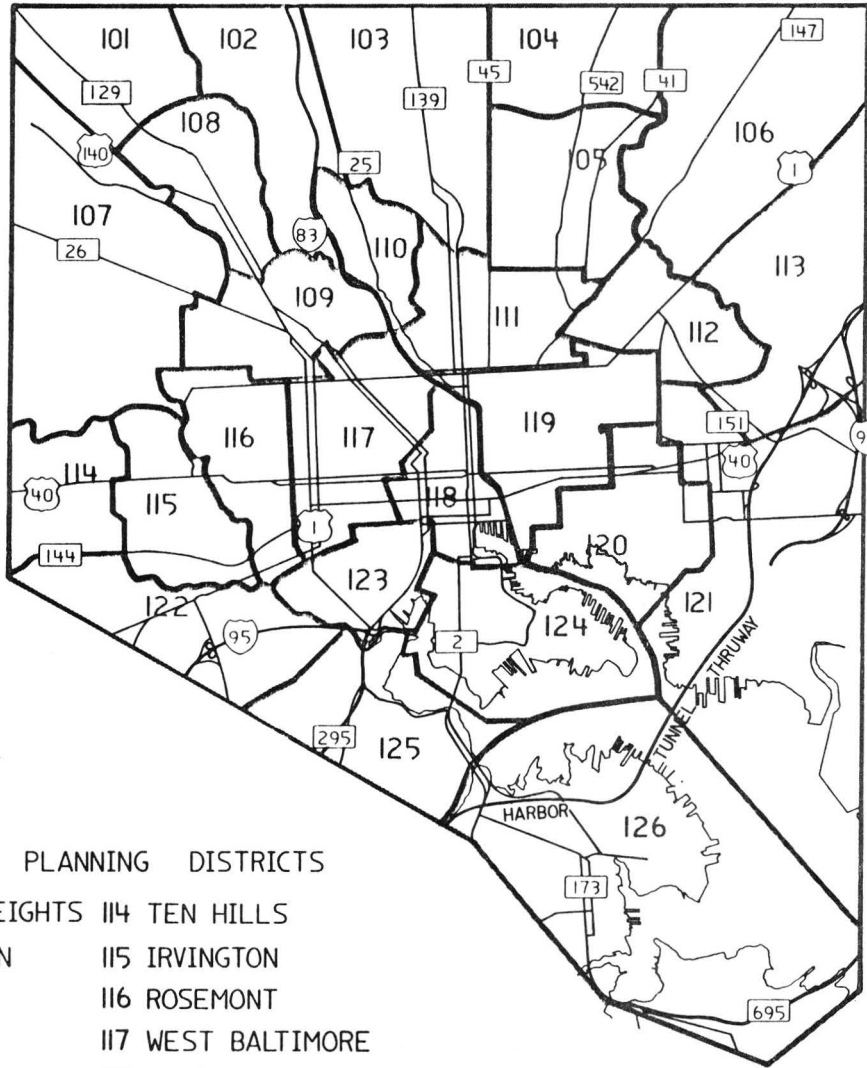 101 102 103 104 147
45 542 41
129 139
108 106
140 25 105 1
107
83
26 110 113
109
111 112
119 151
116 117 40
114
40 115 118
1 120
144
123 121
122 124
95 2
THRUWAY
295 125 TUNNEL
HARBOR
126
PLANNING DISTRICTS
173
EIGHTS 114 TEN HILLS
N 115 IRVINGTON
116 ROSEMONT
695
117 WEST BALTIMORE